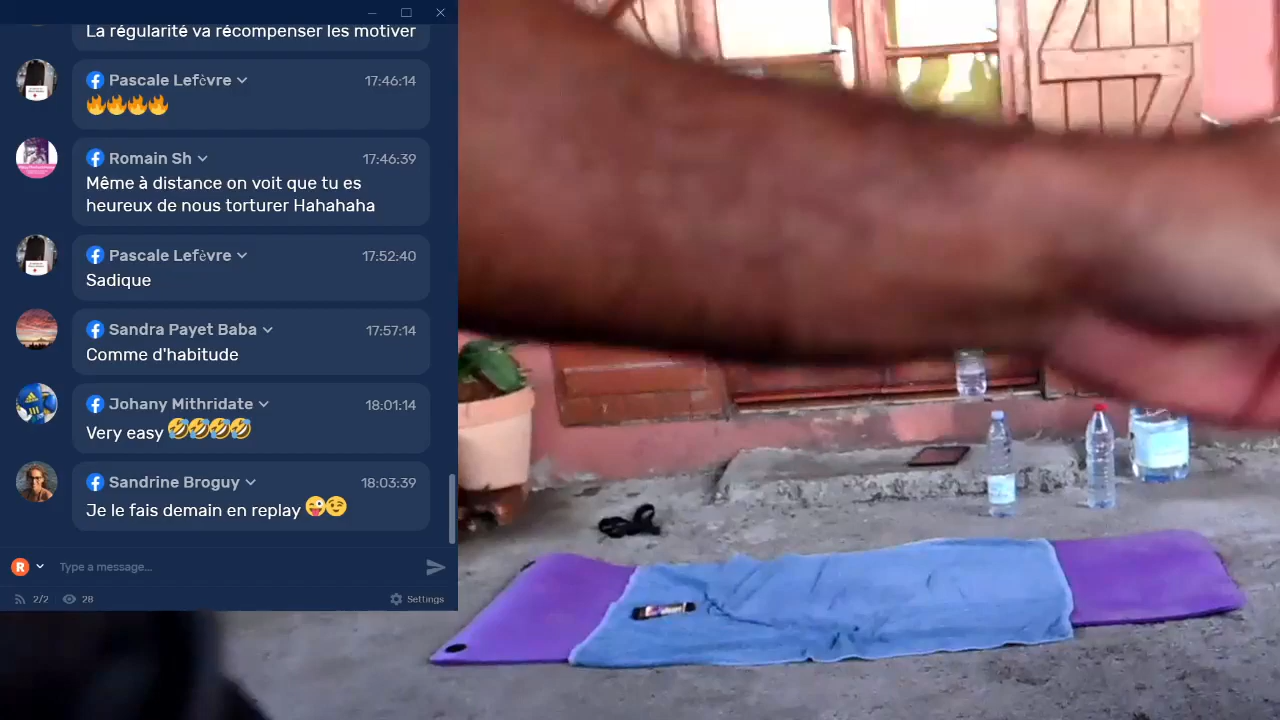 La régularité va récompenser les motiver
Pascale Lefèvre 17:46:14
🔥🔥🔥🔥
Romain Sh 17:46:39
Même à distance on voit que tu es
heureux de nous torturer Hahahaha
Pascale Lefèvre 17:52:40
Sadique
Sandra Payet Baba 17:57:14
Comme d'habitude
Johany Mithridate 18:01:14
Very easy 🤣🤣🤣🤣
Sandrine Broguy 18:03:39
Je le fais demain en replay 😜😉
R
Type a message...
2/2 28 Settings